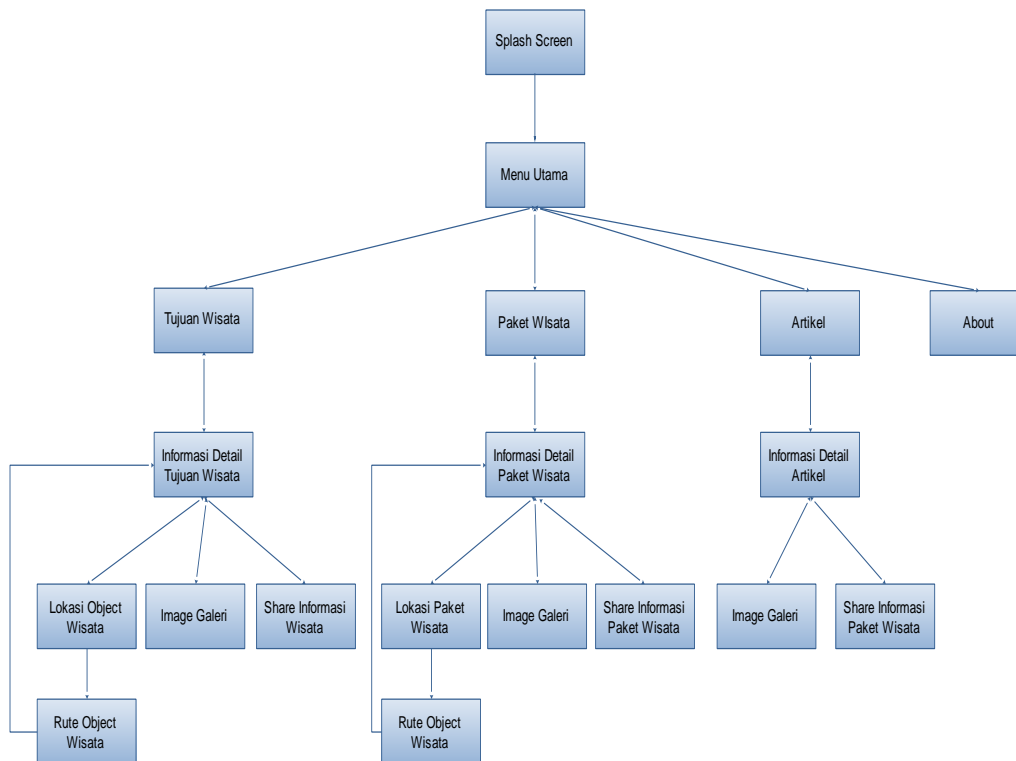 Splash Screen
Menu Utama
Tujuan Wisata
Paket WIsata
Artikel
About
Informasi Detail
Tujuan Wisata
Informasi Detail
Paket Wisata
Informasi Detail
Artikel
Lokasi Object
Wisata
Image Galeri
Share Informasi
Wisata
Lokasi Paket
Wisata
Image Galeri
Share Informasi
Paket Wisata
Image Galeri
Share Informasi
Paket Wisata
Rute Object
Wisata
Rute Object
Wisata